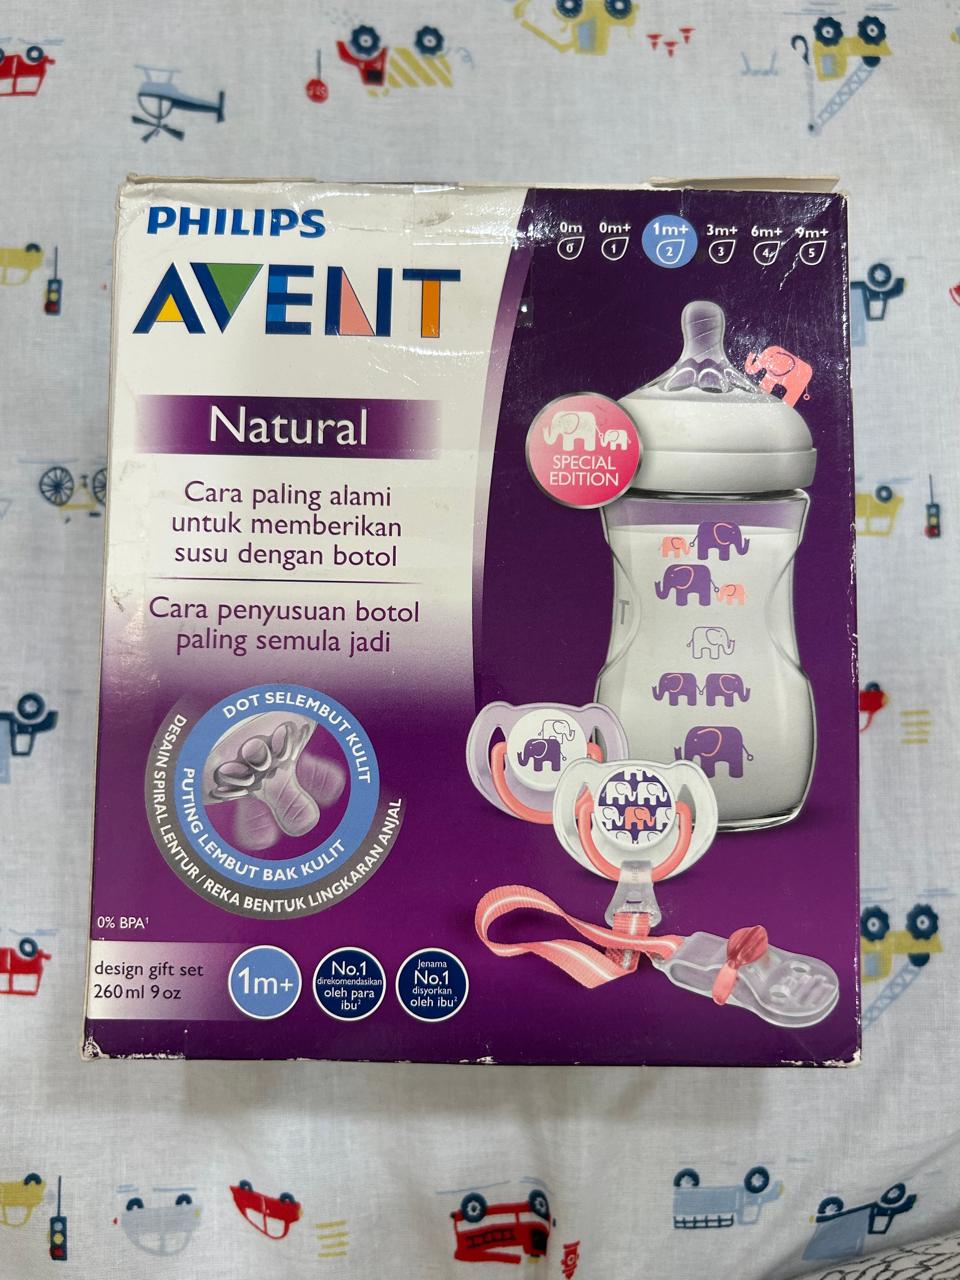 PHILIPS
AVENT
0m 0m+ 1m+ 3m+ 6m+ 9m+
0 1 2 3 4 5
Natural
Cara paling alami
untuk memberikan
susu dengan botol
Cara penyusuan botol
paling semula jadi
SPECIAL
EDITION
T
DOT SELEMBUT KULIT
PUTING LEMBUT BAK KULIT
DESAIN SPIRAL LENTUR / REKA BENTUK LINGKARAN ANJAL
0% BPA¹
design gift set
260ml 9oz
1m+
No.1
direkomendasikan
oleh para
ibu²
Jenama
No.1
disyorkan
oleh ibu²